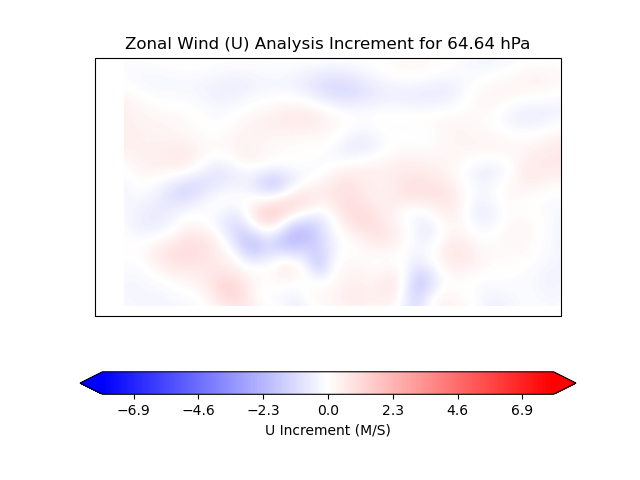 Zonal Wind (U) Analysis Increment for 64.64 hPa
−6.9 −4.6 −2.3 0.0 2.3 4.6 6.9
U Increment (M/S)